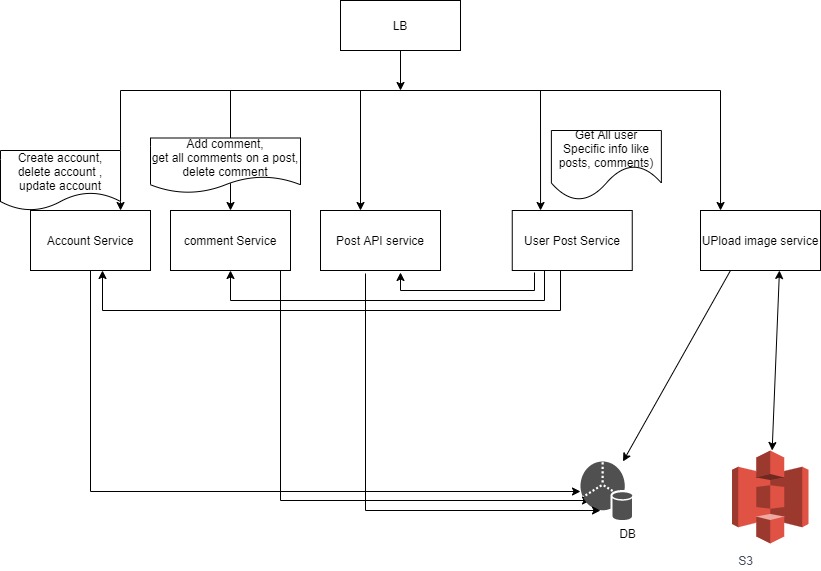 LB
Create account,
delete account ,
update account
Add comment,
get all comments on a post,
delete comment
Get All user
Specific info like
posts, comments)
Account Service
comment Service
Post API service
User Post Service
UPload image service
DB
S3